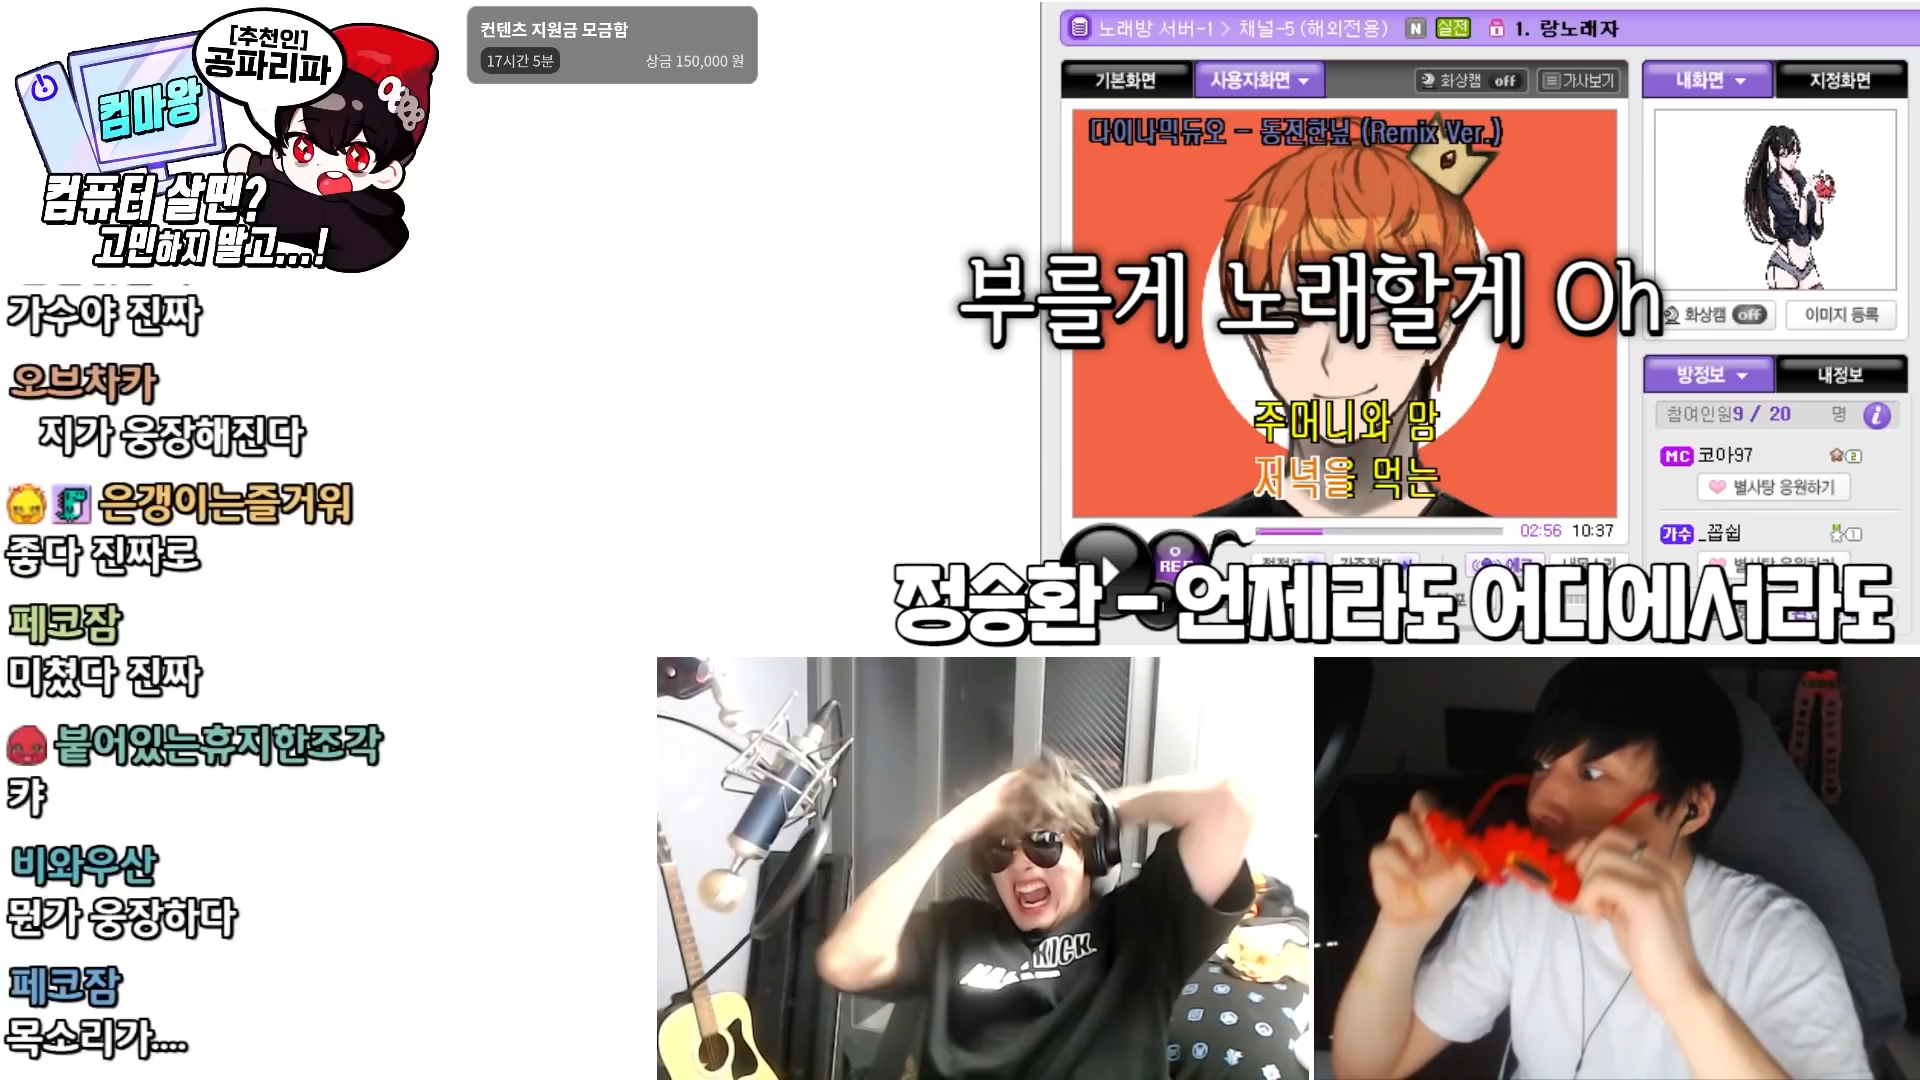 [추천인]
공파리파
컴마왕
컴퓨터 살땐?
고민하지 말고...!
컨텐츠 지원금 모금함
17시간 5분
상금 150,000 원
가수야 진짜
오브차카
지가 웅장해진다
은갱이는즐거워
좋다 진짜로
페코잠
미쳤다 진짜
붙어있는휴지한조각
캬
비와우산
뭔가 웅장하다
페코잠
목소리가....
노래방 서버-1 > 채널-5 (해외전용)
N 실전
1. 랑노래자
기본화면
사용자화면
화상캠 off
가사보기
내화면
지정화면
다이나믹듀오 - 동전한닢 (Remix Ver.)
부를게 노래할게 Oh
주머니와 맘
저녁을 먹는
화상캠 off
이미지 등록
방정보
내정보
참여인원9 / 20 명
MC 코아97
2
별사탕 응원하기
가수 _꼽쉽
1
02:56 10:37
정승환 - 언제라도 어디에서라도
KICK.